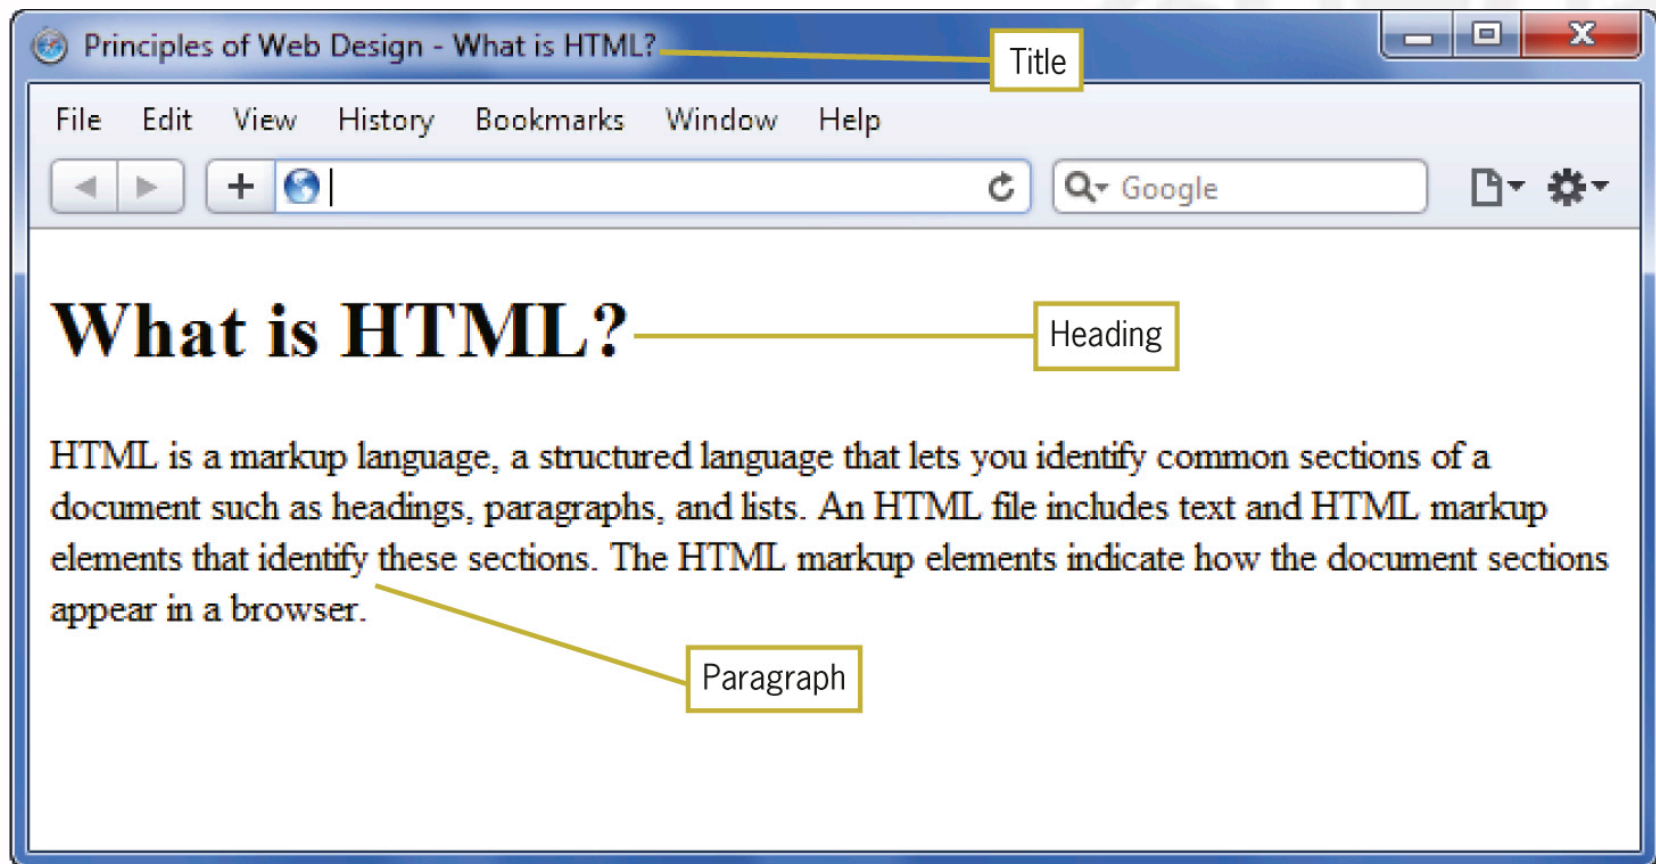 Principles of Web Design - What is HTML?
Title
File Edit View History Bookmarks Window Help
Google
What is HTML?
Heading
HTML is a markup language, a structured language that lets you identify common sections of a
document such as headings, paragraphs, and lists. An HTML file includes text and HTML markup
elements that identify these sections. The HTML markup elements indicate how the document sections
appear in a browser.
Paragraph